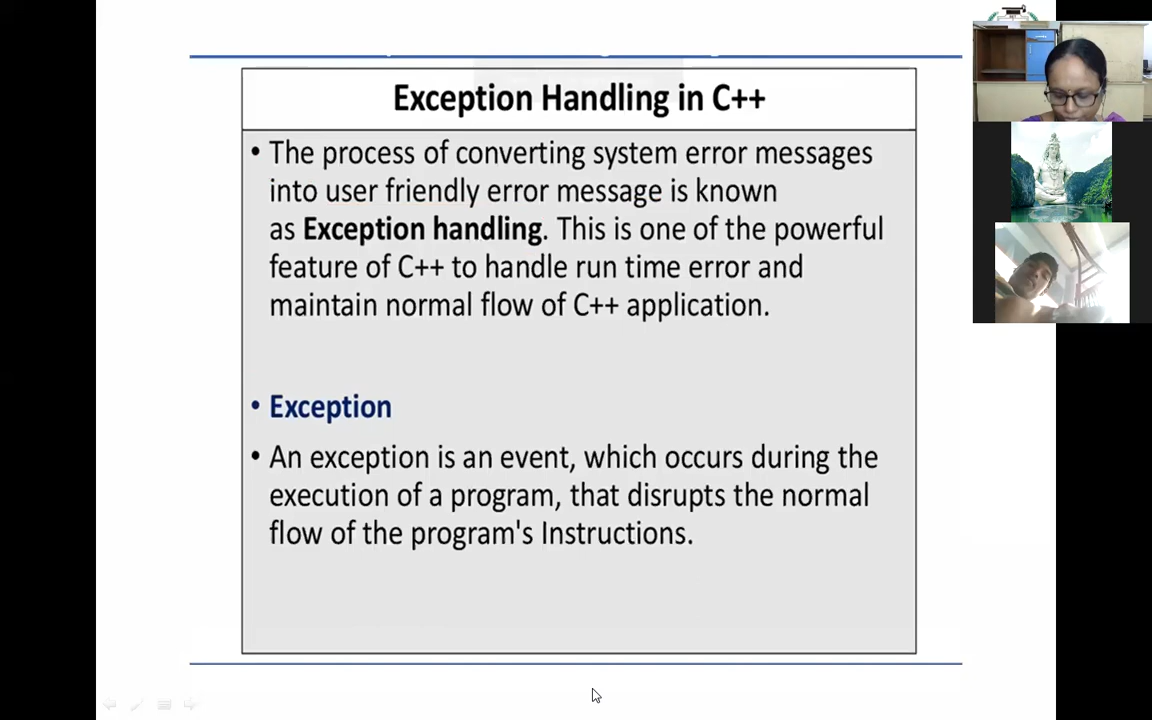 Exception Handling in C++
• The process of converting system error messages
into user friendly error message is known
as Exception handling. This is one of the powerful
feature of C++ to handle run time error and
maintain normal flow of C++ application.
• Exception
• An exception is an event, which occurs during the
execution of a program, that disrupts the normal
flow of the program's Instructions.